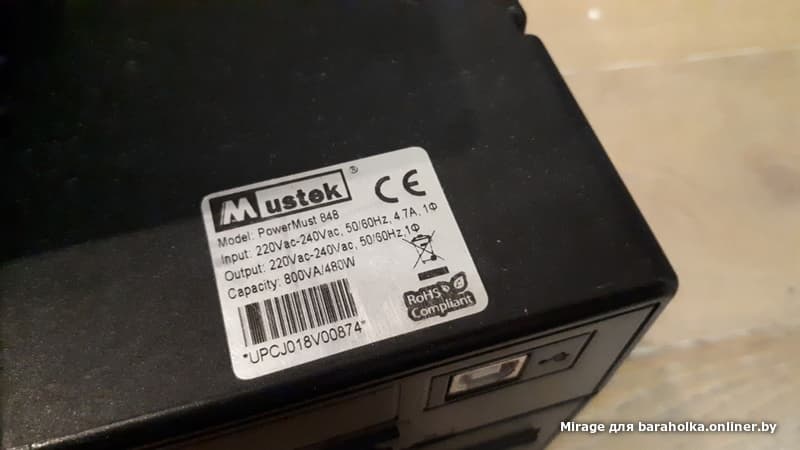 Mustek ®
CE
Model: PowerMust 848
Input: 220Vac-240Vac, 50/60Hz, 4.7A, 1Φ
Output: 220Vac-240Vac, 50/60Hz,1Φ
Capacity: 800VA/480W
RoHS
Compliant
*UPCJ018V00874*
Mirage для baraholka.onliner.by